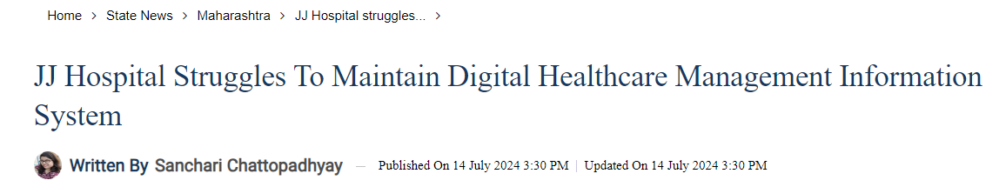 Home > State News > Maharashtra > JJ Hospital struggles... >
JJ Hospital Struggles To Maintain Digital Healthcare Management Information
System
Written By Sanchari Chattopadhyay — Published On 14 July 2024 3:30 PM | Updated On 14 July 2024 3:30 PM